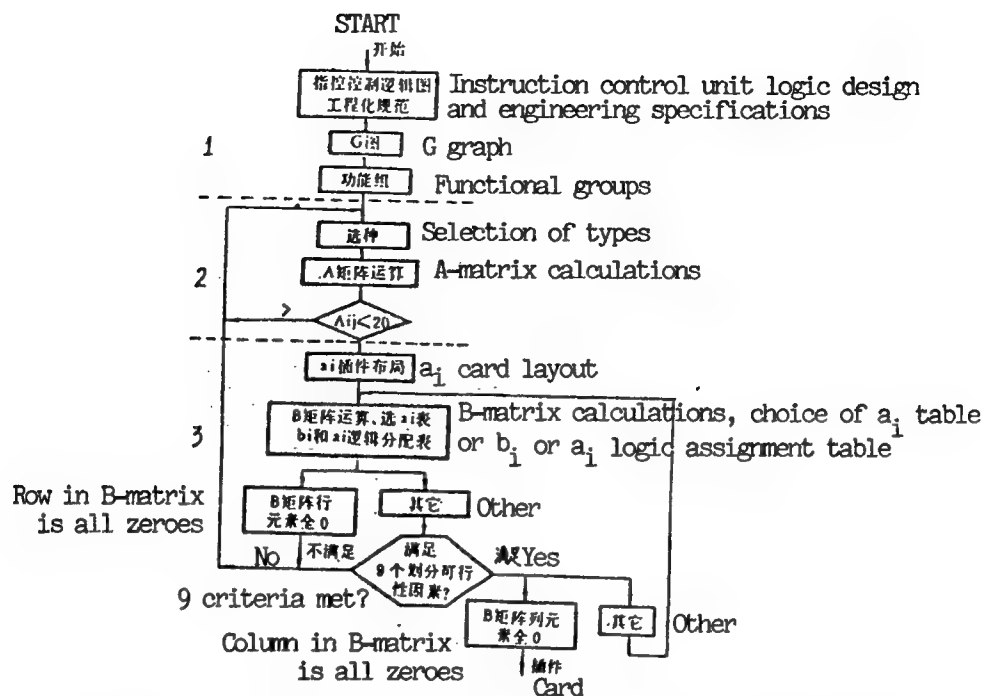 START
开始
指控控制逻辑图
工程化规范
Instruction control unit logic design
and engineering specifications
1
G图
G graph
功能组
Functional groups
选种
Selection of types
2
A矩阵运算
A-matrix calculations
>
Aij<20
ai插件布局
ai card layout
3
B矩阵运算、选ai表
bi和ai逻辑分配表
B-matrix calculations, choice of ai table
or bi or ai logic assignment table
Row in B-matrix
is all zeroes
B矩阵行
元素全0
其它
Other
No
不满足
满足
9个划分可行
性因素?
满足
Yes
9 criteria met?
B矩阵列元
素全0
其它
Other
Column in B-matrix
is all zeroes
插件
Card